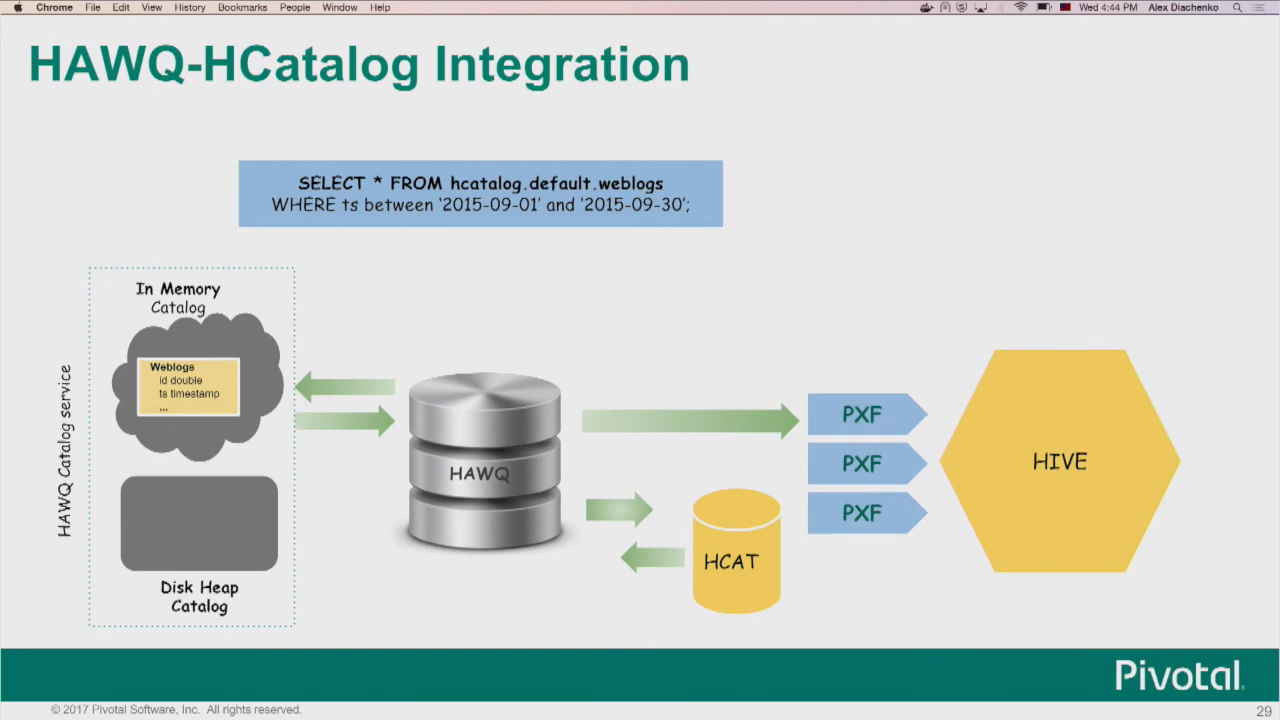 Chrome File Edit View History Bookmarks People Window Help Wed 4:44 PM Alex Diachenko
HAWQ-HCatalog Integration
SELECT * FROM hcatalog.default.weblogs
WHERE ts between ‘2015-09-01’ and ‘2015-09-30’;
In Memory
Catalog
Weblogs
id double
ts timestamp
...
HAWQ Catalog service
Disk Heap
Catalog
HAWQ
HCAT
PXF
PXF
PXF
HIVE
Pivotal.
© 2017 Pivotal Software, Inc. All rights reserved.
29